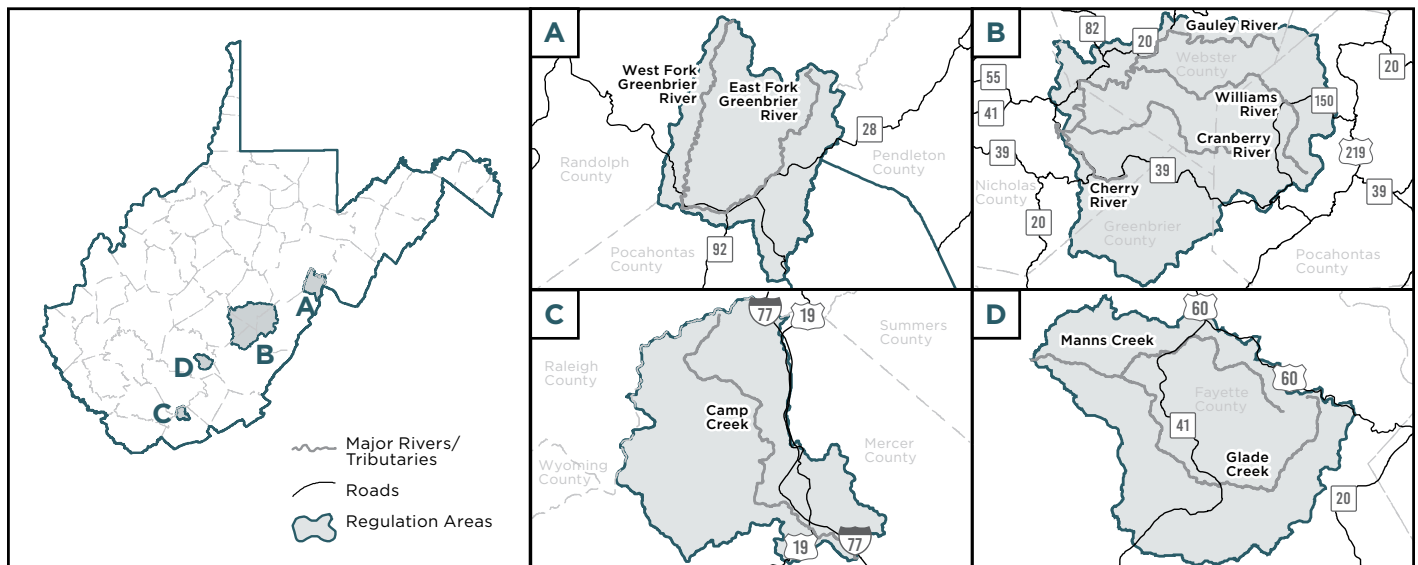 A
B
D
C
Major Rivers/
Tributaries
Roads
Regulation Areas
A
West Fork
Greenbrier
River
East Fork
Greenbrier
River
28
Randolph
County
Pendleton
County
92
Pocahontas
County
B
82
20
Gauley River
Webster
County
20
55
41
Williams
River
150
Cranberry
River
219
39
39
39
Nicholas
County
Cherry
River
20
Greenbrier
County
Pocahontas
County
C
77
19
Summers
County
Raleigh
County
Camp
Creek
Mercer
County
Wyoming
County
19
77
D
60
Manns Creek
60
Fayette
County
41
Glade
Creek
20